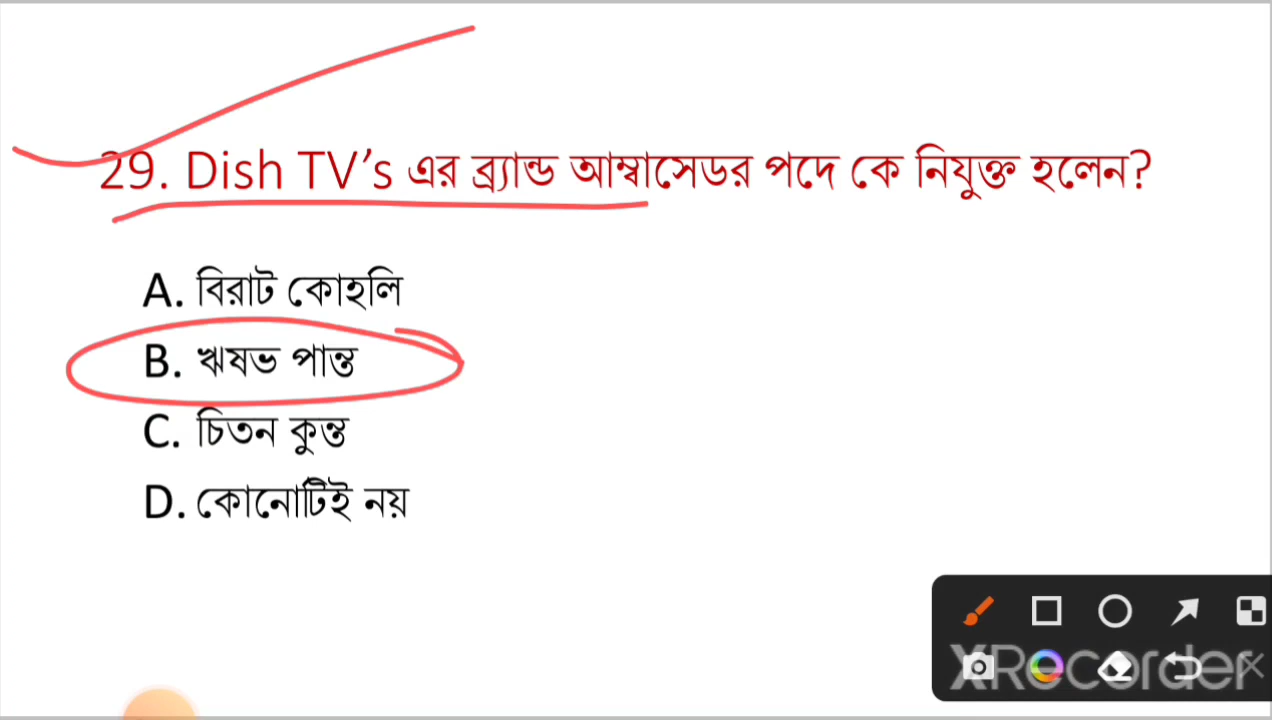 29. Dish TV’s এর ব্র্যান্ড আম্বাসেডর পদে কে নিযুক্ত হলেন?
A. বিরাট কোহলি
B. ঋষভ পান্ত
C. চিতন কুন্ত
D. কোনোটিই নয়
XRecorder